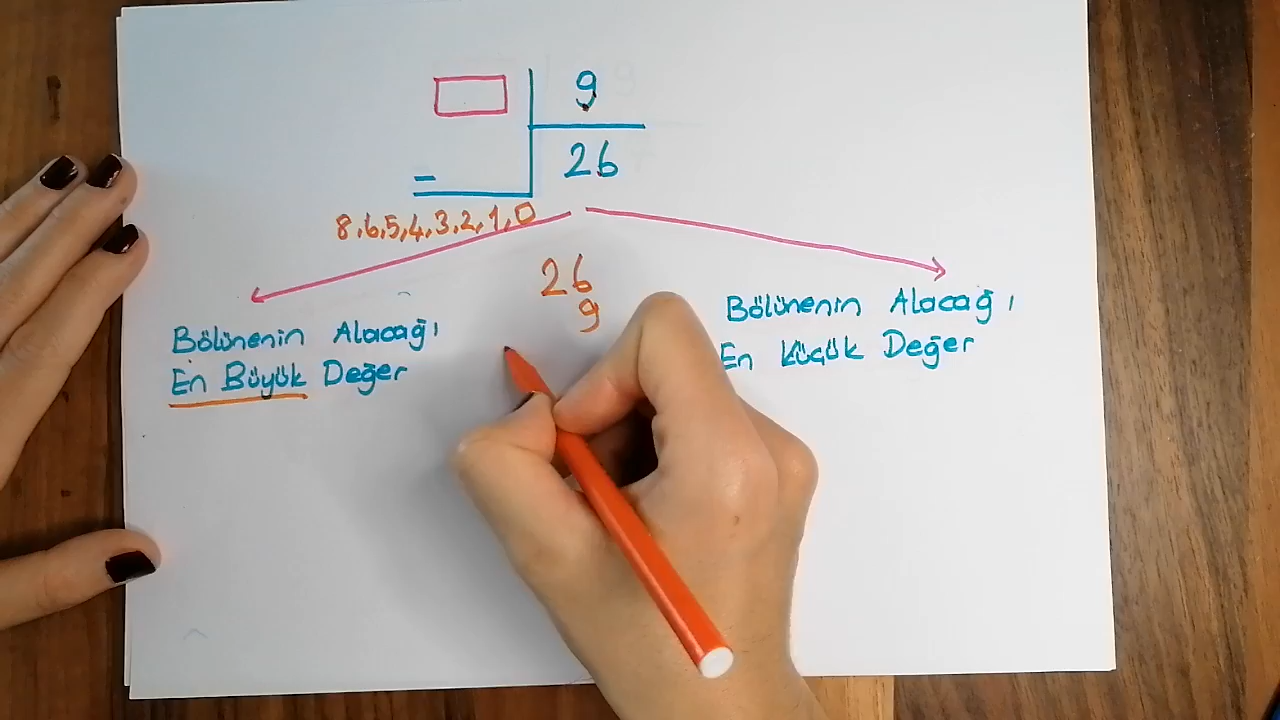 9
26
8,6,5,4,3,2,1,0
26
9
Bölünenin Alacağı
En Büyük Değer
Bölünenin Alacağı
En Küçük Değer